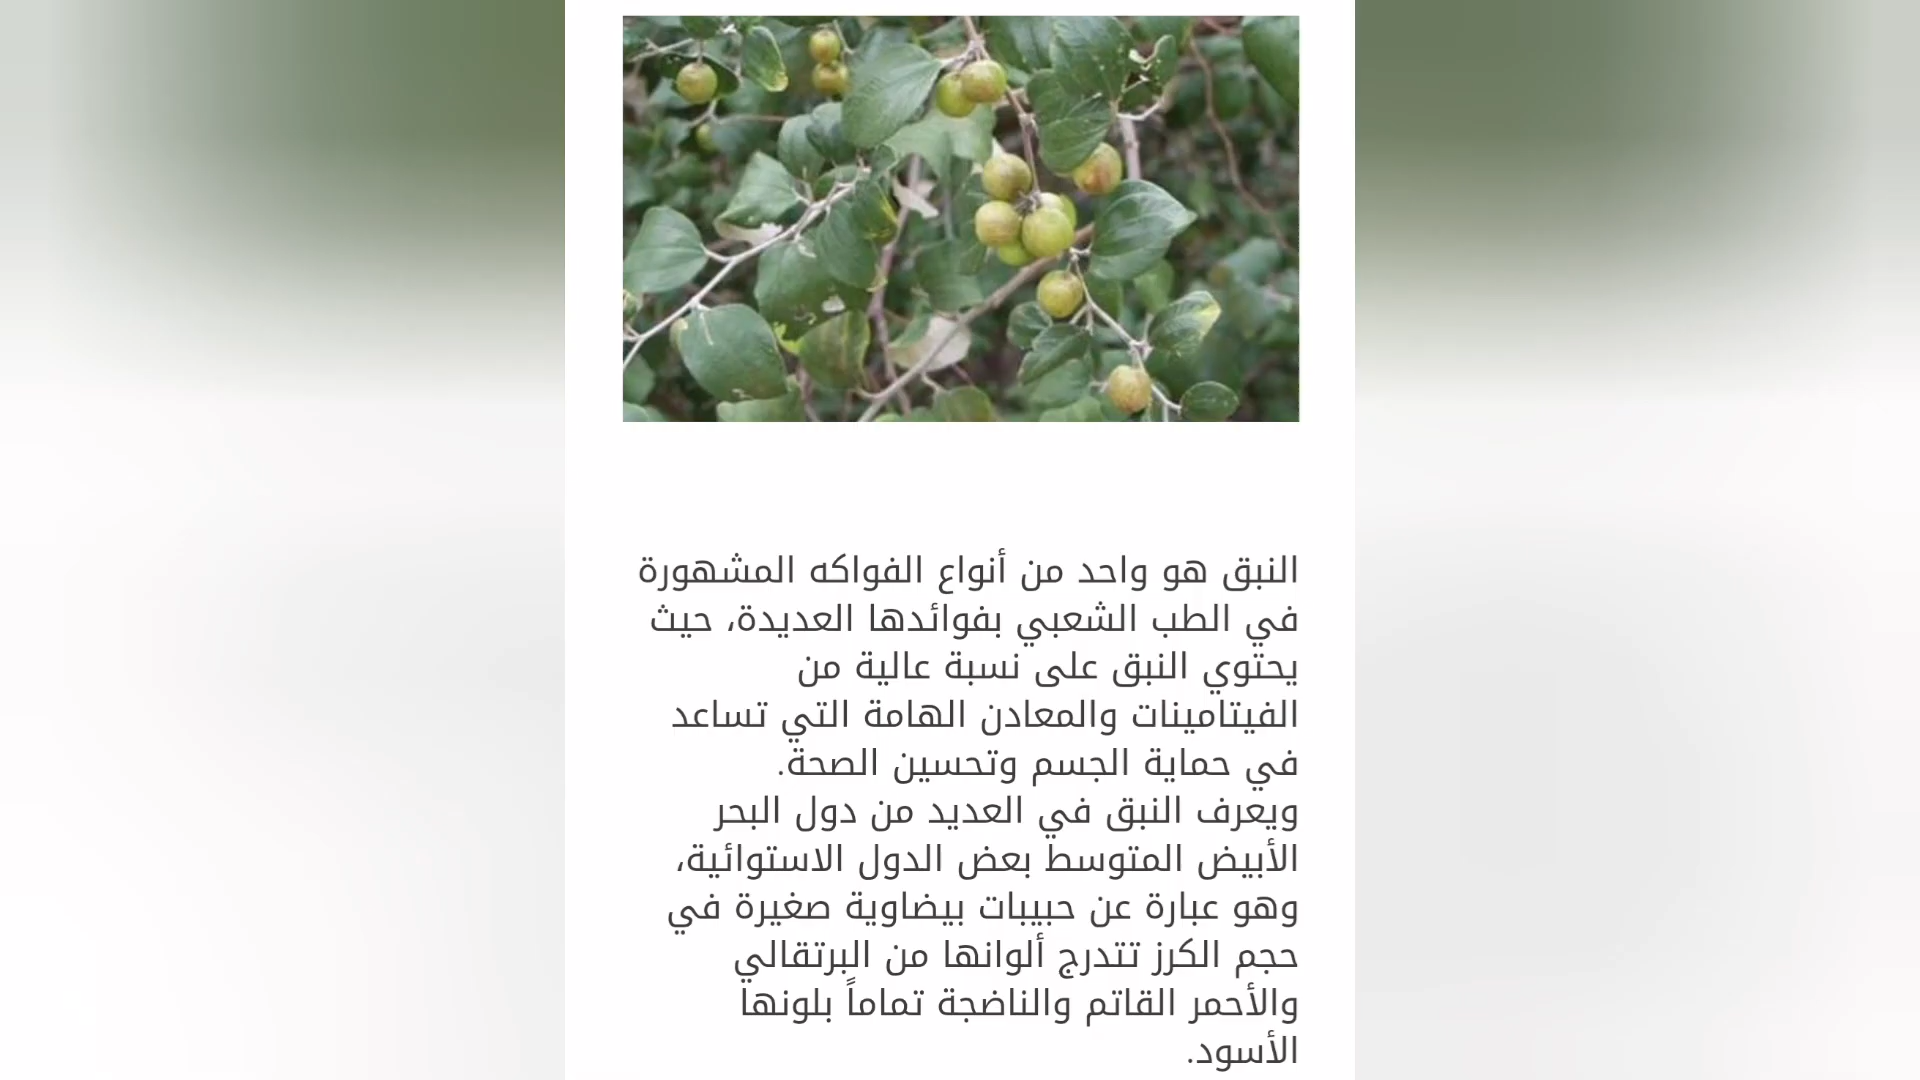 النبق هو واحد من أنواع الفواكه المشهورة
في الطب الشعبي بفوائدها العديدة، حيث
يحتوي النبق على نسبة عالية من
الفيتامينات والمعادن الهامة التي تساعد
في حماية الجسم وتحسين الصحة.
ويعرف النبق في العديد من دول البحر
الأبيض المتوسط بعض الدول الاستوائية،
وهو عبارة عن حبيبات بيضاوية صغيرة في
حجم الكرز تتدرج ألوانها من البرتقالي
والأحمر القاتم والناضجة تماماً بلونها
الأسود.